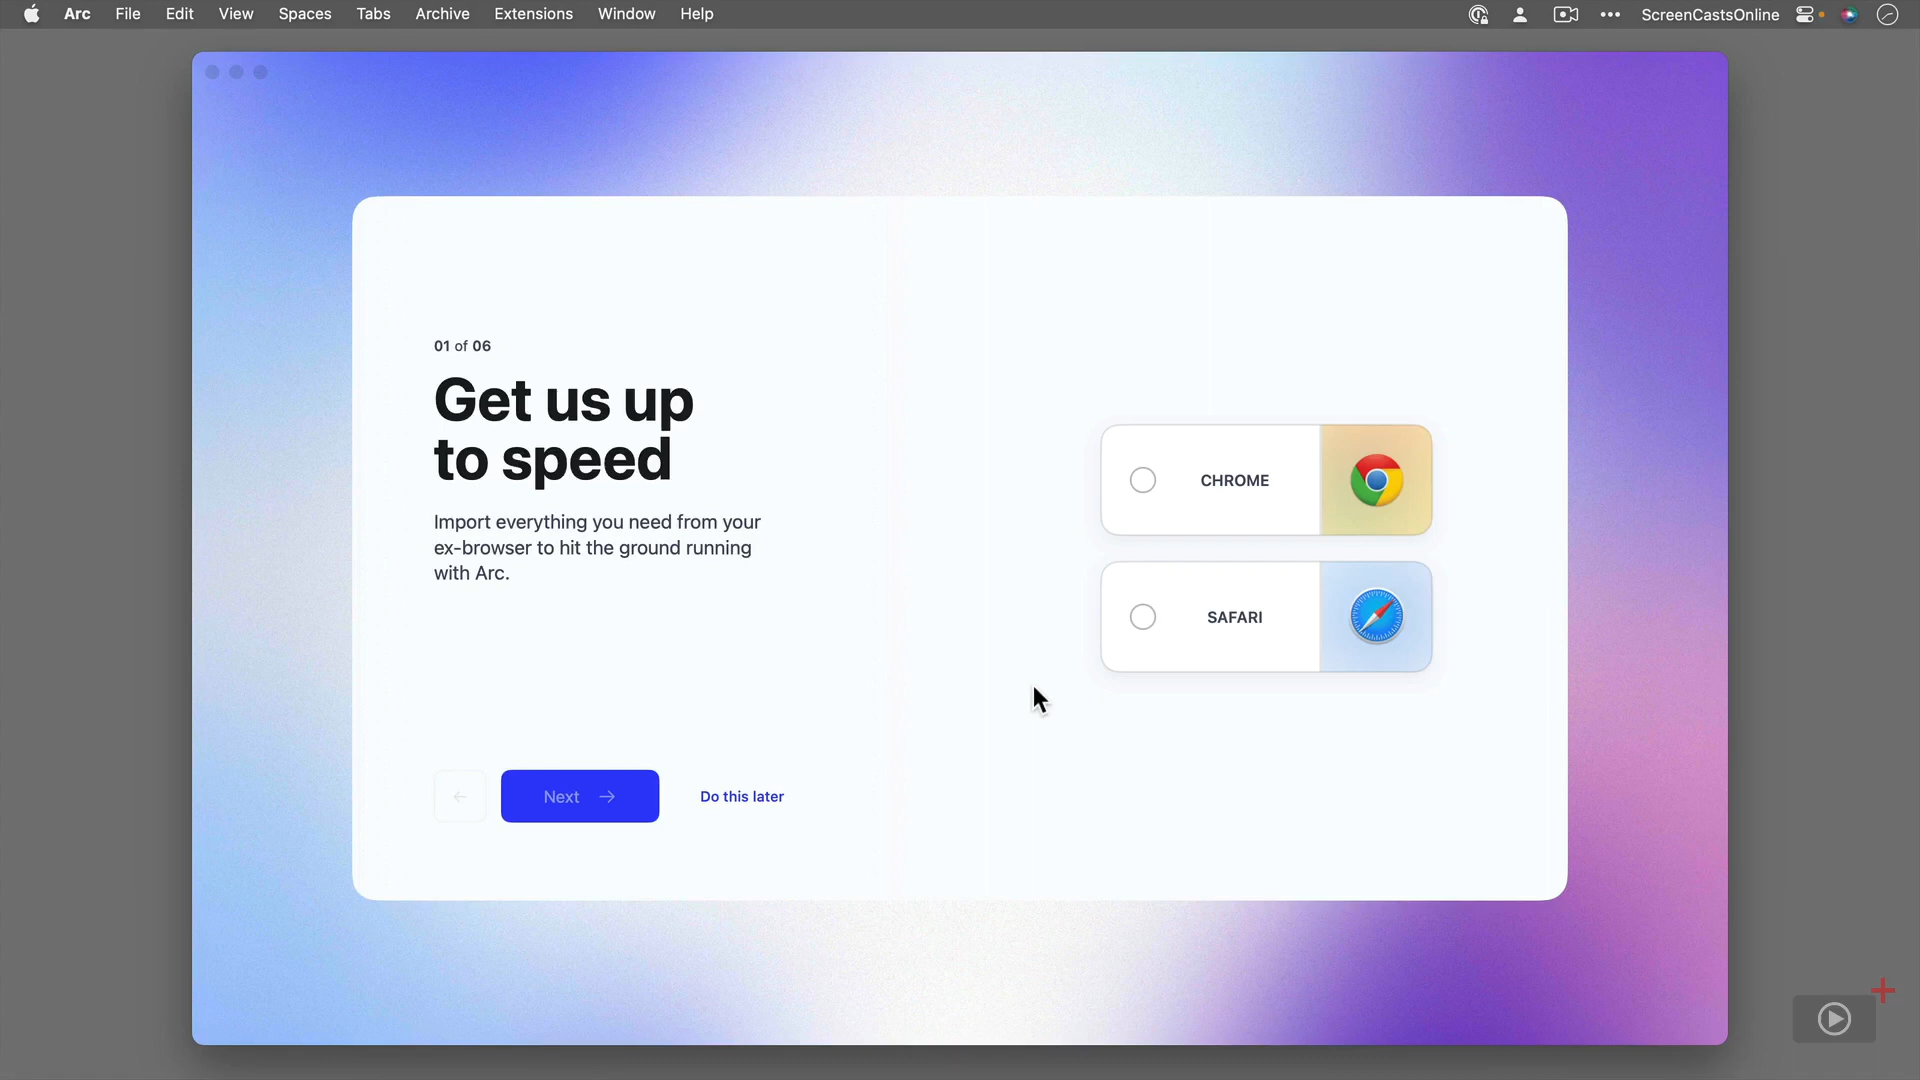 Arc File Edit View Spaces Tabs Archive Extensions Window Help ScreenCastsOnline
01 of 06
Get us up
to speed
Import everything you need from your
ex-browser to hit the ground running
with Arc.
CHROME
SAFARI
Next
Do this later